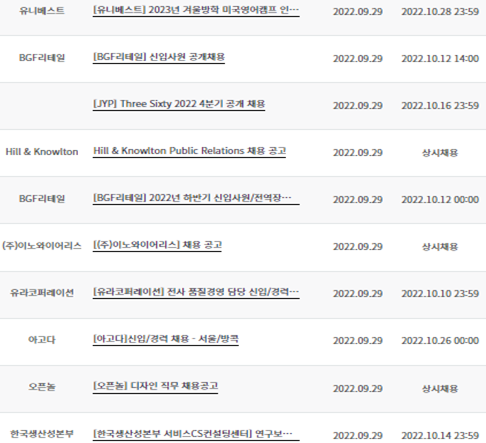 유니베스트 [유니베스트] 2023년 겨울방학 미국영어캠프 인··· 2022.09.29 2022.10.28 23:59
BGF리테일 [BGF리테일] 신입사원 공개채용 2022.09.29 2022.10.12 14:00
[JYP] Three Sixty 2022 4분기 공개 채용 2022.09.29 2022.10.16 23:59
Hill & Knowlton Hill & Knowlton Public Relations 채용 공고 2022.09.29 상시채용
BGF리테일 [BGF리테일] 2022년 하반기 신입사원/전역장··· 2022.09.29 2022.10.12 00:00
(주)이노와이어리스 [(주)이노와이어리스] 채용 공고 2022.09.29 상시채용
유라코퍼레이션 [유라코퍼레이션] 전사 품질경영 담당 신입/경력··· 2022.09.29 2022.10.10 23:59
아고다 [아고다]신입/경력 채용 - 서울/방콕 2022.09.29 2022.10.26 00:00
오픈놀 [오픈놀] 디자인 직무 채용공고 2022.09.29 상시채용
한국생산성본부 [한국생산성본부 서비스CS컨설팅센터] 연구보··· 2022.09.29 2022.10.14 23:59